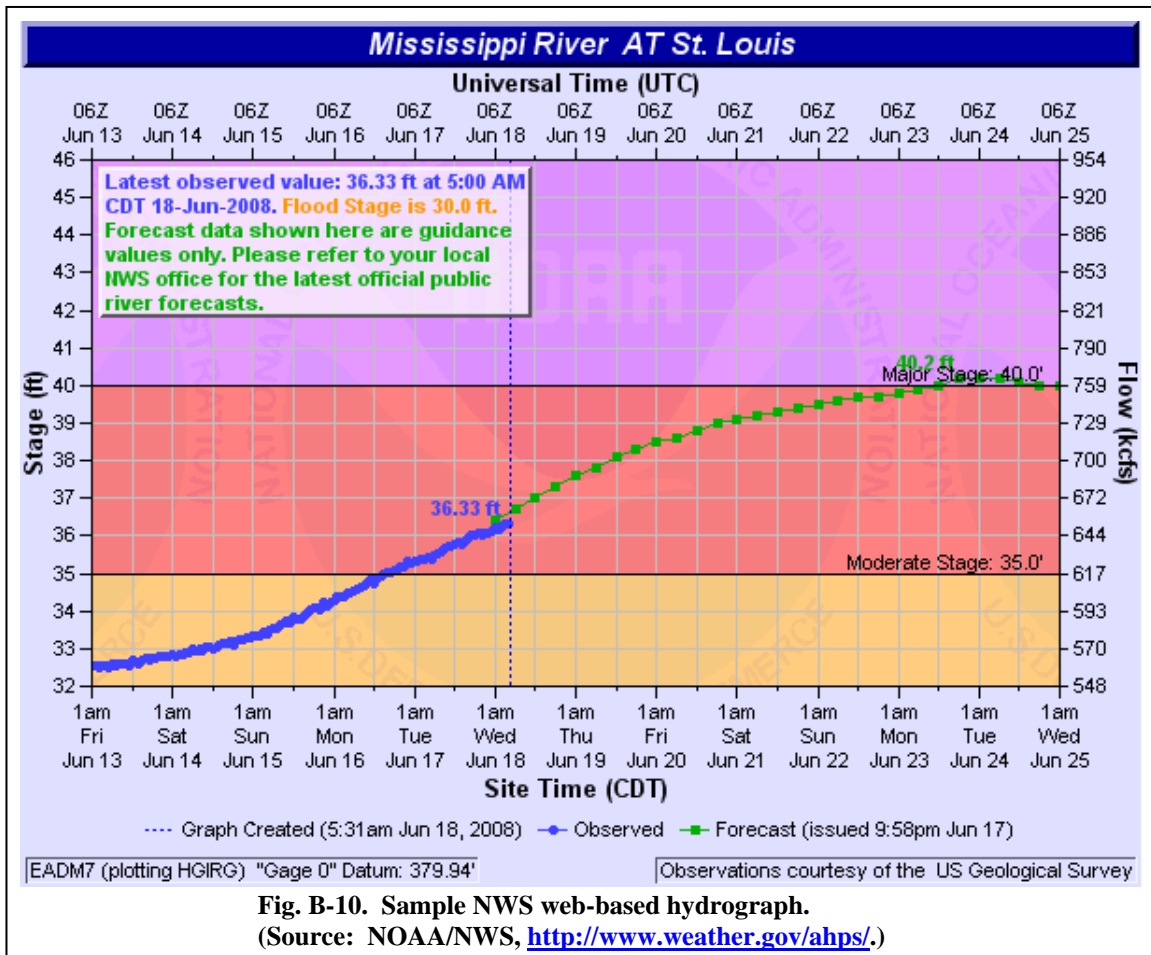 Mississippi River AT St. Louis
Universal Time (UTC)
06Z 06Z 06Z 06Z 06Z 06Z 06Z 06Z 06Z 06Z 06Z 06Z 06Z
Jun 13 Jun 14 Jun 15 Jun 16 Jun 17 Jun 18 Jun 19 Jun 20 Jun 21 Jun 22 Jun 23 Jun 24 Jun 25
Latest observed value: 36.33 ft at 5:00 AM
CDT 18-Jun-2008. Flood Stage is 30.0 ft.
Forecast data shown here are guidance
values only. Please refer to your local
NWS office for the latest official public
river forecasts.
46 954
45 920
44 886
43 853
42 821
41 790
40 759
39 729
38 700
37 672
36 644
35 617
34 593
33 570
32 548
Stage (ft)
Flow (kcfs)
40.2 ft
Major Stage: 40.0'
36.33 ft
Moderate Stage: 35.0'
NOAA
1am 1am 1am 1am 1am 1am 1am 1am 1am 1am 1am 1am 1am
Fri Sat Sun Mon Tue Wed Thu Fri Sat Sun Mon Tue Wed
Jun 13 Jun 14 Jun 15 Jun 16 Jun 17 Jun 18 Jun 19 Jun 20 Jun 21 Jun 22 Jun 23 Jun 24 Jun 25
Site Time (CDT)
Graph Created (5:31am Jun 18, 2008) Observed Forecast (issued 9:58pm Jun 17)
EADM7 (plotting HGIRG) "Gage 0" Datum: 379.94'
Observations courtesy of the US Geological Survey
Fig. B-10. Sample NWS web-based hydrograph.
(Source: NOAA/NWS, http://www.weather.gov/ahps/.)